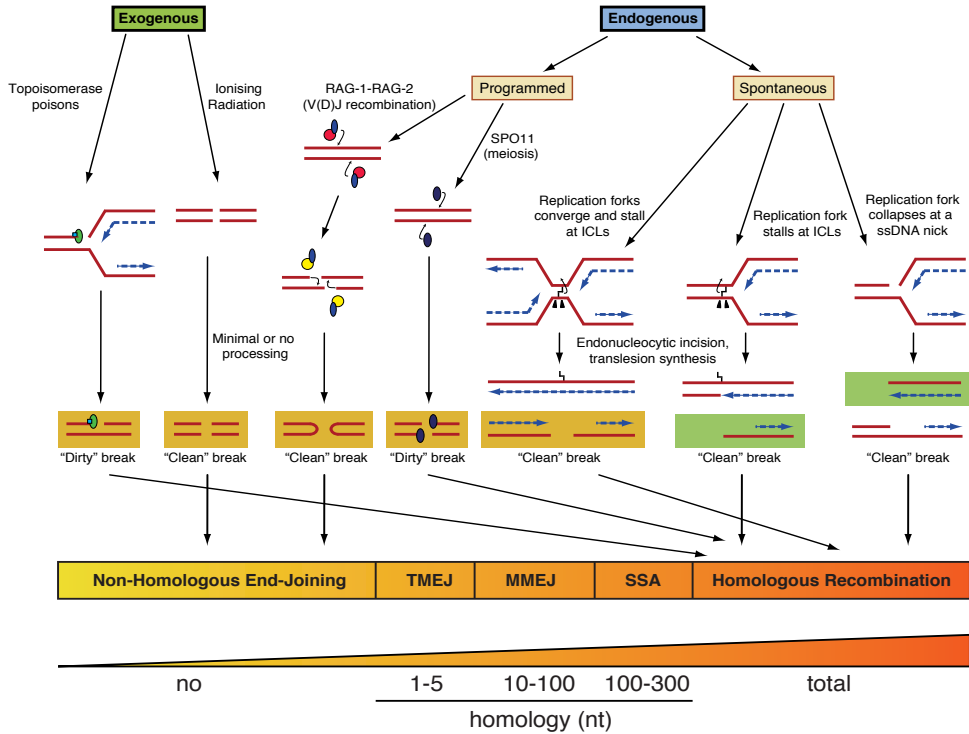 Exogenous
Endogenous
Topoisomerase
poisons
Ionising
Radiation
RAG-1-RAG-2
(V(D)J recombination)
Programmed
Spontaneous
SPO11
(meiosis)
Replication forks
converge and stall
at ICLs
Replication fork
stalls at ICLs
Replication fork
collapses at a
ssDNA nick
Minimal or no
processing
Endonucleocytic incision,
translesion synthesis
“Dirty” break
“Clean” break
“Clean” break
“Dirty” break
“Clean” break
“Clean” break
“Clean” break
Non-Homologous End-Joining
TMEJ
MMEJ
SSA
Homologous Recombination
no
1-5
10-100
100-300
total
homology (nt)